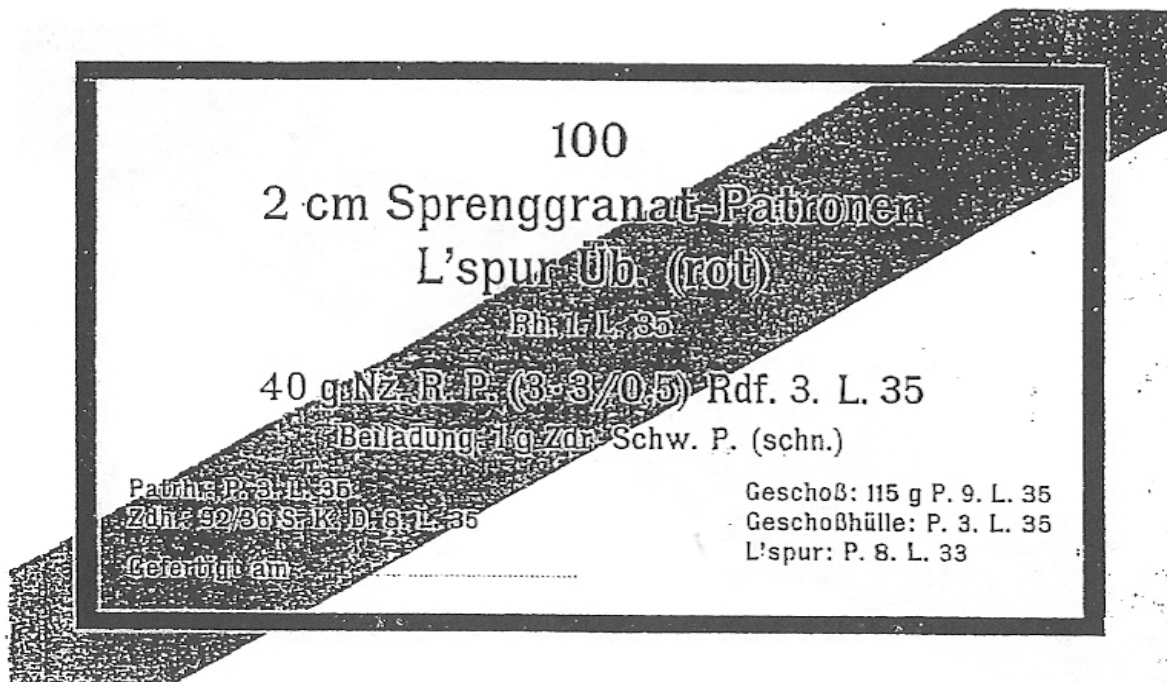 100
2 cm Sprenggranat-Patronen
L'spur Üb. (rot)
Rh. 1. L. 35
40 g Nz. R. P. (3·3/0,5) Rdf. 3. L. 35
Beiladung 1 g Zdr. Schw. P. (schn.)
Patrh.: P. 3. L. 35
Zdh.: 92/36 S. K. D. 8. L. 35
Gefertigt am
Geschoß: 115 g P. 9. L. 35
Geschoßhülle: P. 3. L. 35
L'spur: P. 8. L. 33